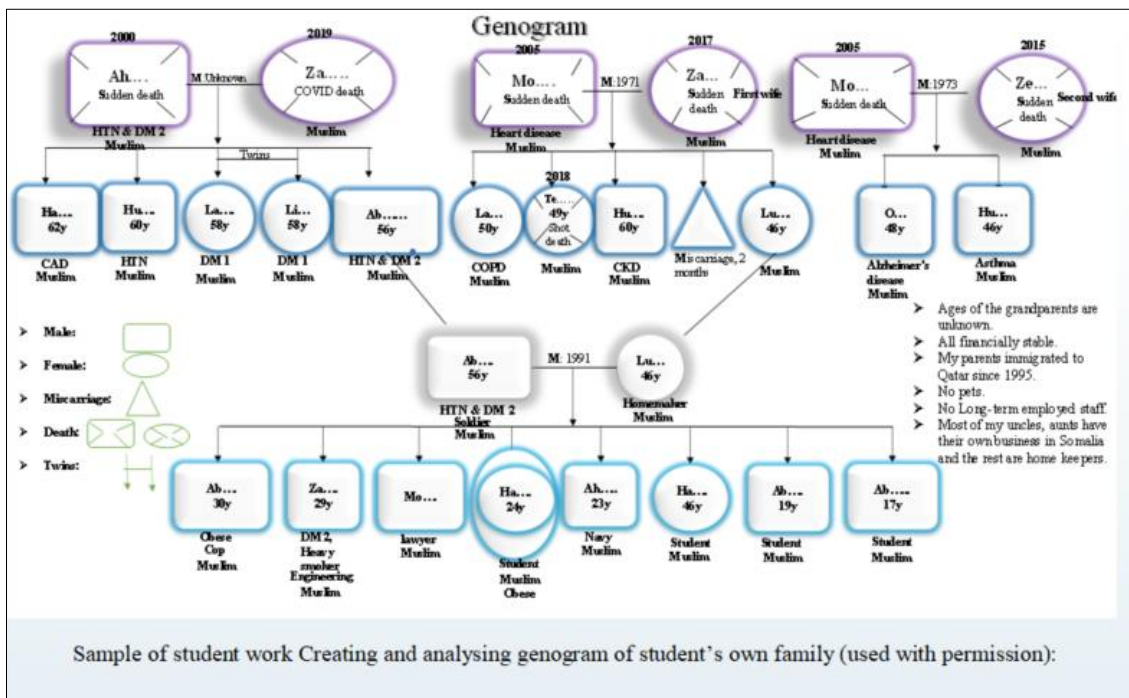 Genogram
2000
Ah....
Sudden death
HTN & DM 2
Muslim
M:Unknown
2019
Za.....
COVID death
Muslim
2005
Mo....
Sudden death
Heart disease
Muslim
M:1971
2017
Za...
Sudden
death
First wife
Muslim
2005
Mo....
Sudden death
Heart disease
Muslim
M:1973
2015
Ze...
Sudden
death
Second wife
Muslim
Twins
Ha....
62y
CAD
Muslim
Hu....
60y
HTN
Muslim
La....
58y
DM 1
Muslim
Li....
58y
DM 1
Muslim
Ab......
56y
HTN & DM 2
Muslim
La...
50y
COPD
Muslim
2018
Te.....
49y
Shot
death
Muslim
Hu....
60y
CKD
Muslim
Miscarriage, 2
months
Lu...
46y
Muslim
O...
48y
Alzheimer's
disease
Muslim
Hu....
46y
Asthma
Muslim
Male:
Female:
Miscarriage:
Death:
Twins:
Ab....
56y
HTN & DM 2
Soldier
Muslim
M: 1991
Lu...
46y
Homemaker
Muslim
Ages of the grandparents are
unknown.
All financially stable.
My parents immigrated to
Qatar since 1995.
No pets.
No Long-term employed staff.
Most of my uncles, aunts have
their own business in Somalia
and the rest are home keepers.
Ab....
30y
Obese
Cop
Muslim
Za....
29y
DM2,
Heavy
smoker
Engineering
Muslim
Mo....
lawyer
Muslim
Ha....
24y
Student
Muslim
Obese
Ah....
23y
Navy
Muslim
Ha....
46y
Student
Muslim
Ab....
19y
Student
Muslim
Ab.....
17y
Student
Muslim
Sample of student work Creating and analysing genogram of student's own family (used with permission):